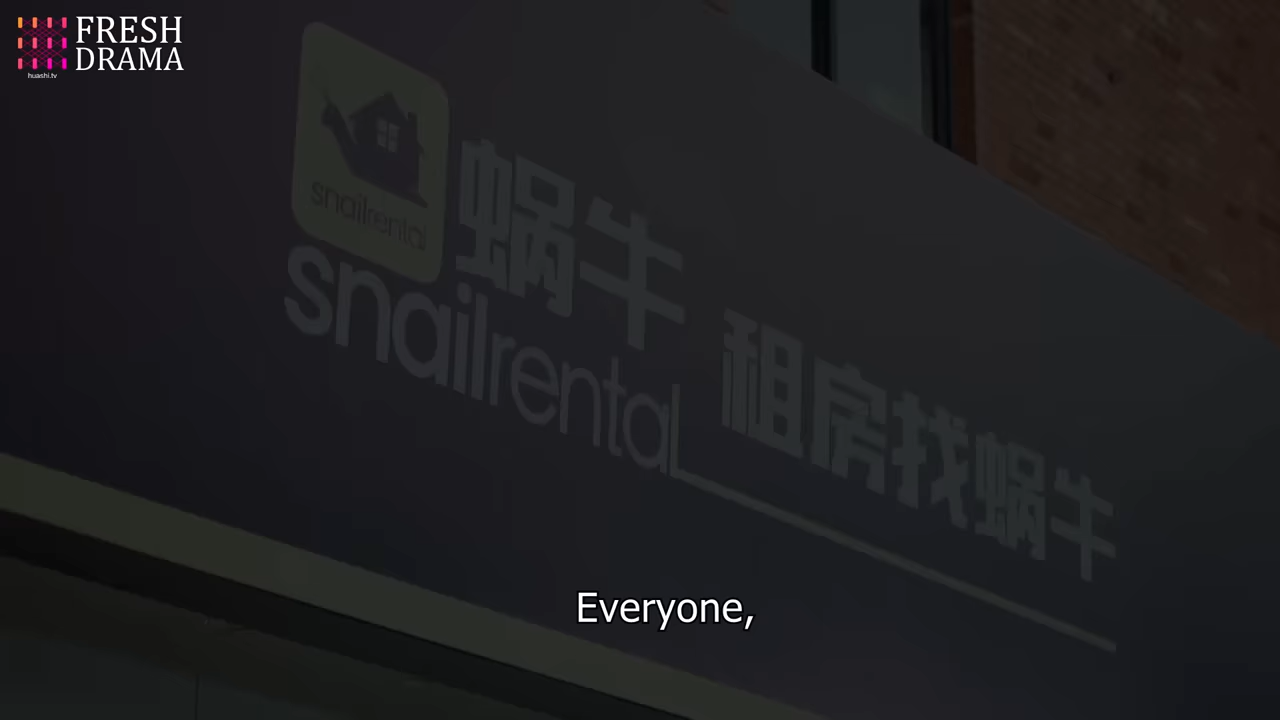 FRESH
DRAMA
huashi.tv
snailrental
蜗牛 租房找蜗牛
snailrental
Everyone,